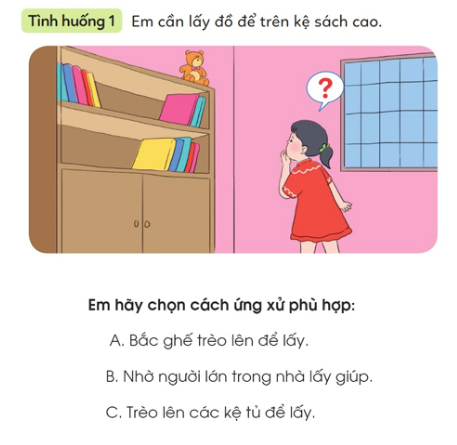 Tình huống 1 Em cần lấy đồ để trên kệ sách cao.
?
Em hãy chọn cách ứng xử phù hợp:
A. Bắc ghế trèo lên để lấy.
B. Nhờ người lớn trong nhà lấy giúp.
C. Trèo lên các kệ tủ để lấy.